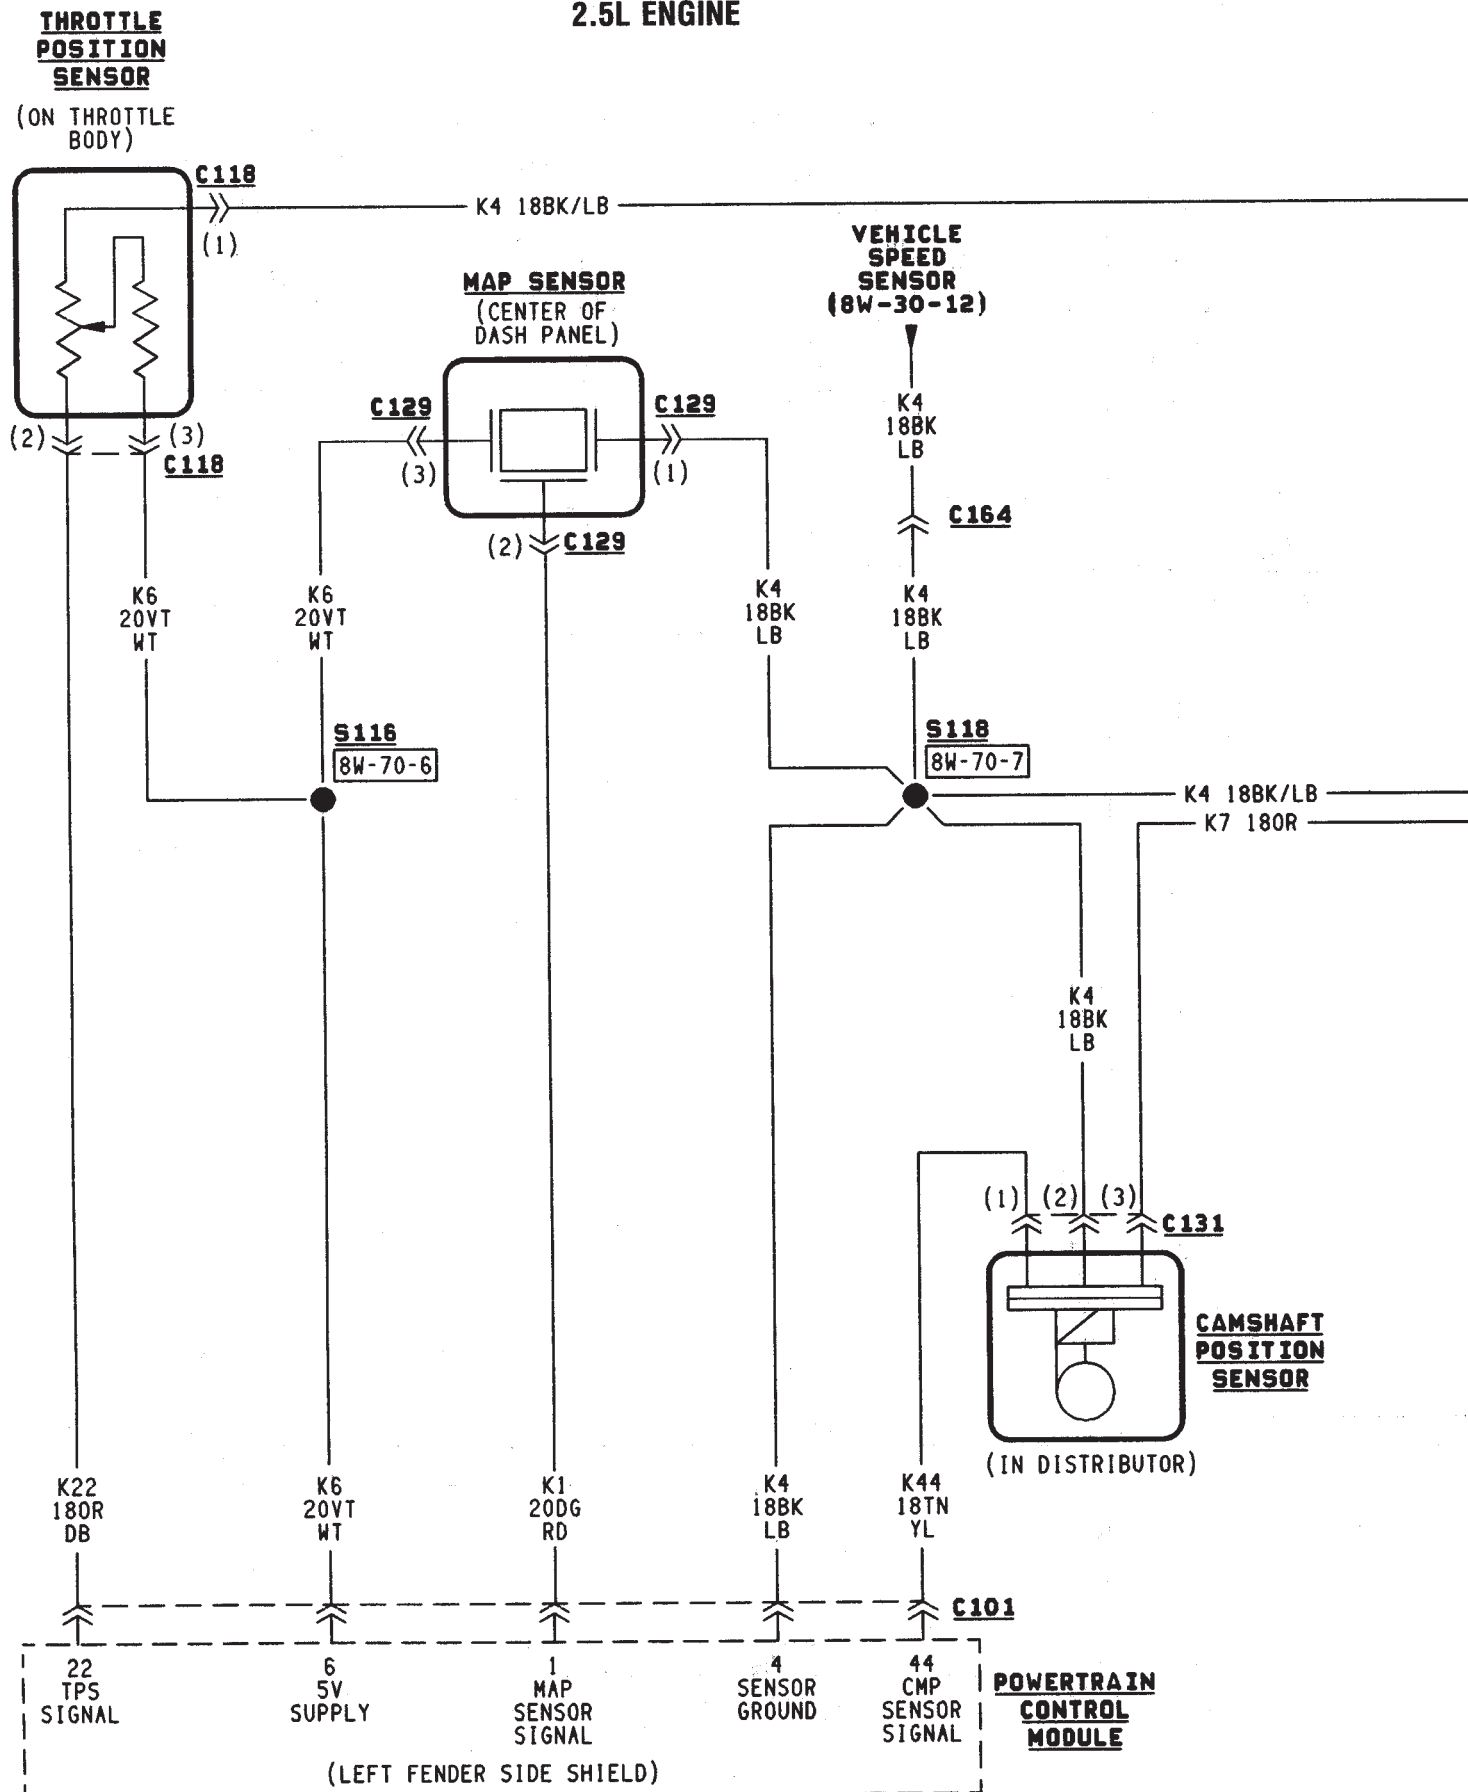 2.5L ENGINE
THROTTLE
POSITION
SENSOR
(ON THROTTLE
BODY)
C118
(1)
K4 18BK/LB
VEHICLE
SPEED
SENSOR
(8W-30-12)
MAP SENSOR
(CENTER OF
DASH PANEL)
C129
(3)
C129
(1)
(2)
C129
(2)
(3)
C118
K4
18BK
LB
C164
K6
20VT
WT
K6
20VT
WT
K4
18BK
LB
K4
18BK
LB
S116
8W-70-6
S118
8W-70-7
K4 18BK/LB
K7 18OR
K4
18BK
LB
(1)
(2)
(3)
C131
CAMSHAFT
POSITION
SENSOR
(IN DISTRIBUTOR)
K22
18OR
DB
K6
20VT
WT
K1
20DG
RD
K4
18BK
LB
K44
18TN
YL
C101
22
TPS
SIGNAL
6
5V
SUPPLY
1
MAP
SENSOR
SIGNAL
4
SENSOR
GROUND
44
CMP
SENSOR
SIGNAL
POWERTRAIN
CONTROL
MODULE
(LEFT FENDER SIDE SHIELD)